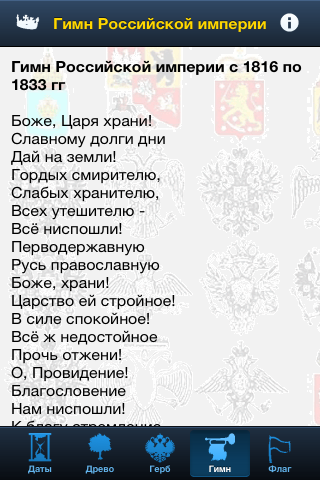 Гимн Российской империи
Гимн Российской империи с 1816 по
1833 гг
Боже, Царя храни!
Славному долги дни
Дай на земли!
Гордых смирителю,
Слабых хранителю,
Всех утешителю -
Всё ниспошли!
Перводержавную
Русь православную
Боже, храни!
Царство ей стройное!
В силе спокойное!
Всё ж недостойное
Прочь отжени!
О, Провидение!
Благословение
Нам ниспошли!
К благу стремление
Даты
Древо
Герб
Гимн
Флаг